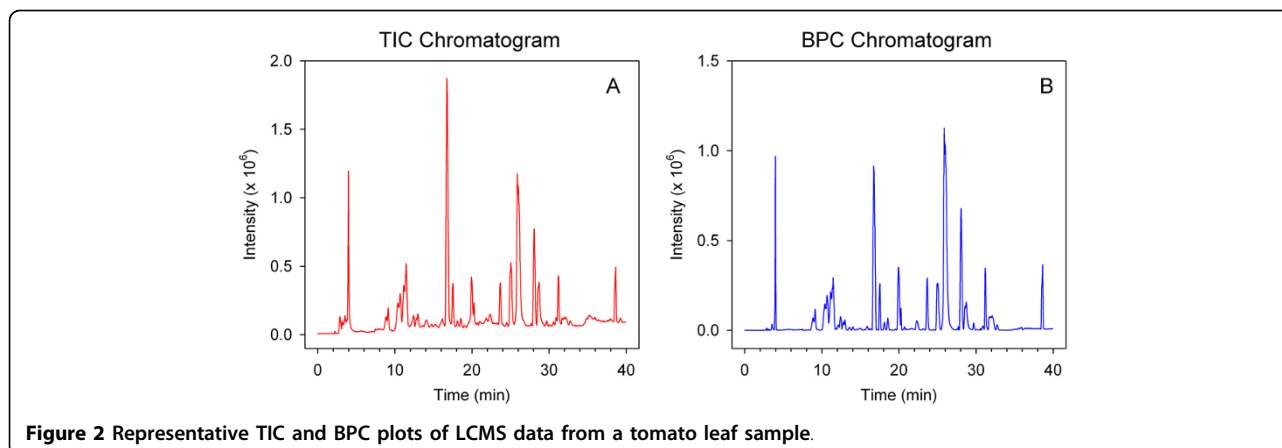 TIC Chromatogram
A
Intensity (x 10⁶)
2.0
1.5
1.0
0.5
0.0
0 10 20 30 40
Time (min)
BPC Chromatogram
B
Intensity (x 10⁶)
1.5
1.0
0.5
0.0
0 10 20 30 40
Time (min)
Figure 2 Representative TIC and BPC plots of LCMS data from a tomato leaf sample.